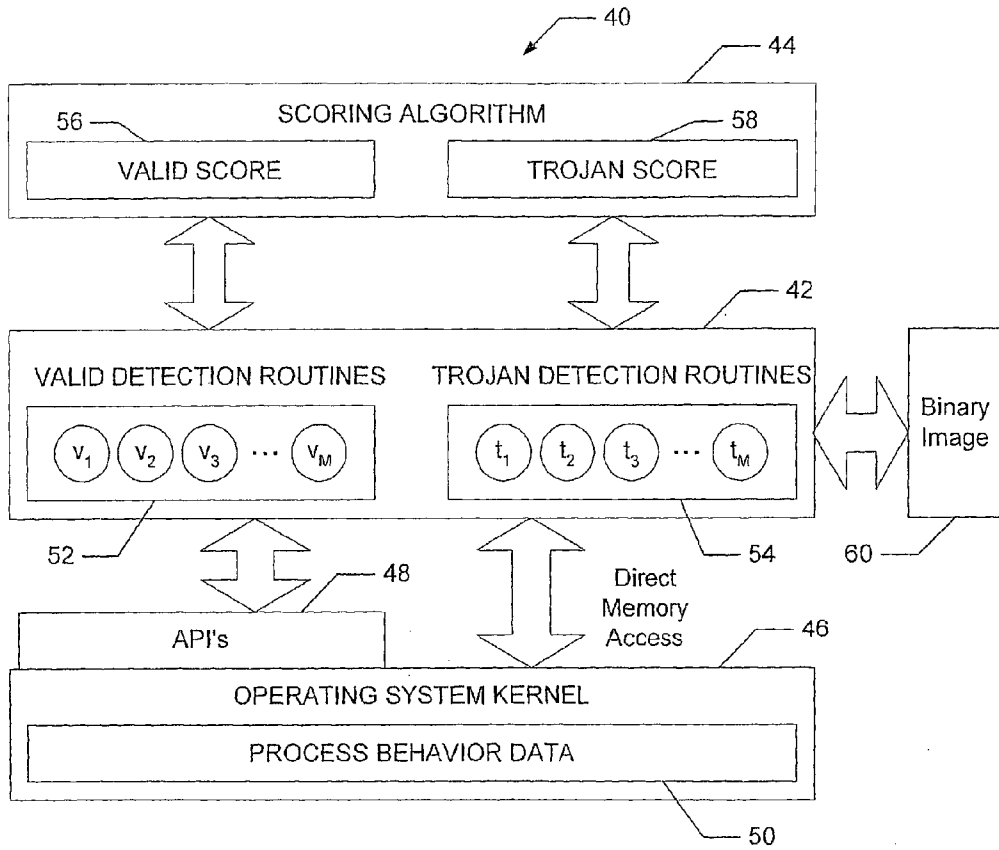 40
44
SCORING ALGORITHM
56
58
VALID SCORE
TROJAN SCORE
42
VALID DETECTION ROUTINES
TROJAN DETECTION ROUTINES
v1 v2 v3 ... vM
t1 t2 t3 ... tM
Binary
Image
52
54
60
48
Direct
Memory
Access
API's
46
OPERATING SYSTEM KERNEL
PROCESS BEHAVIOR DATA
50